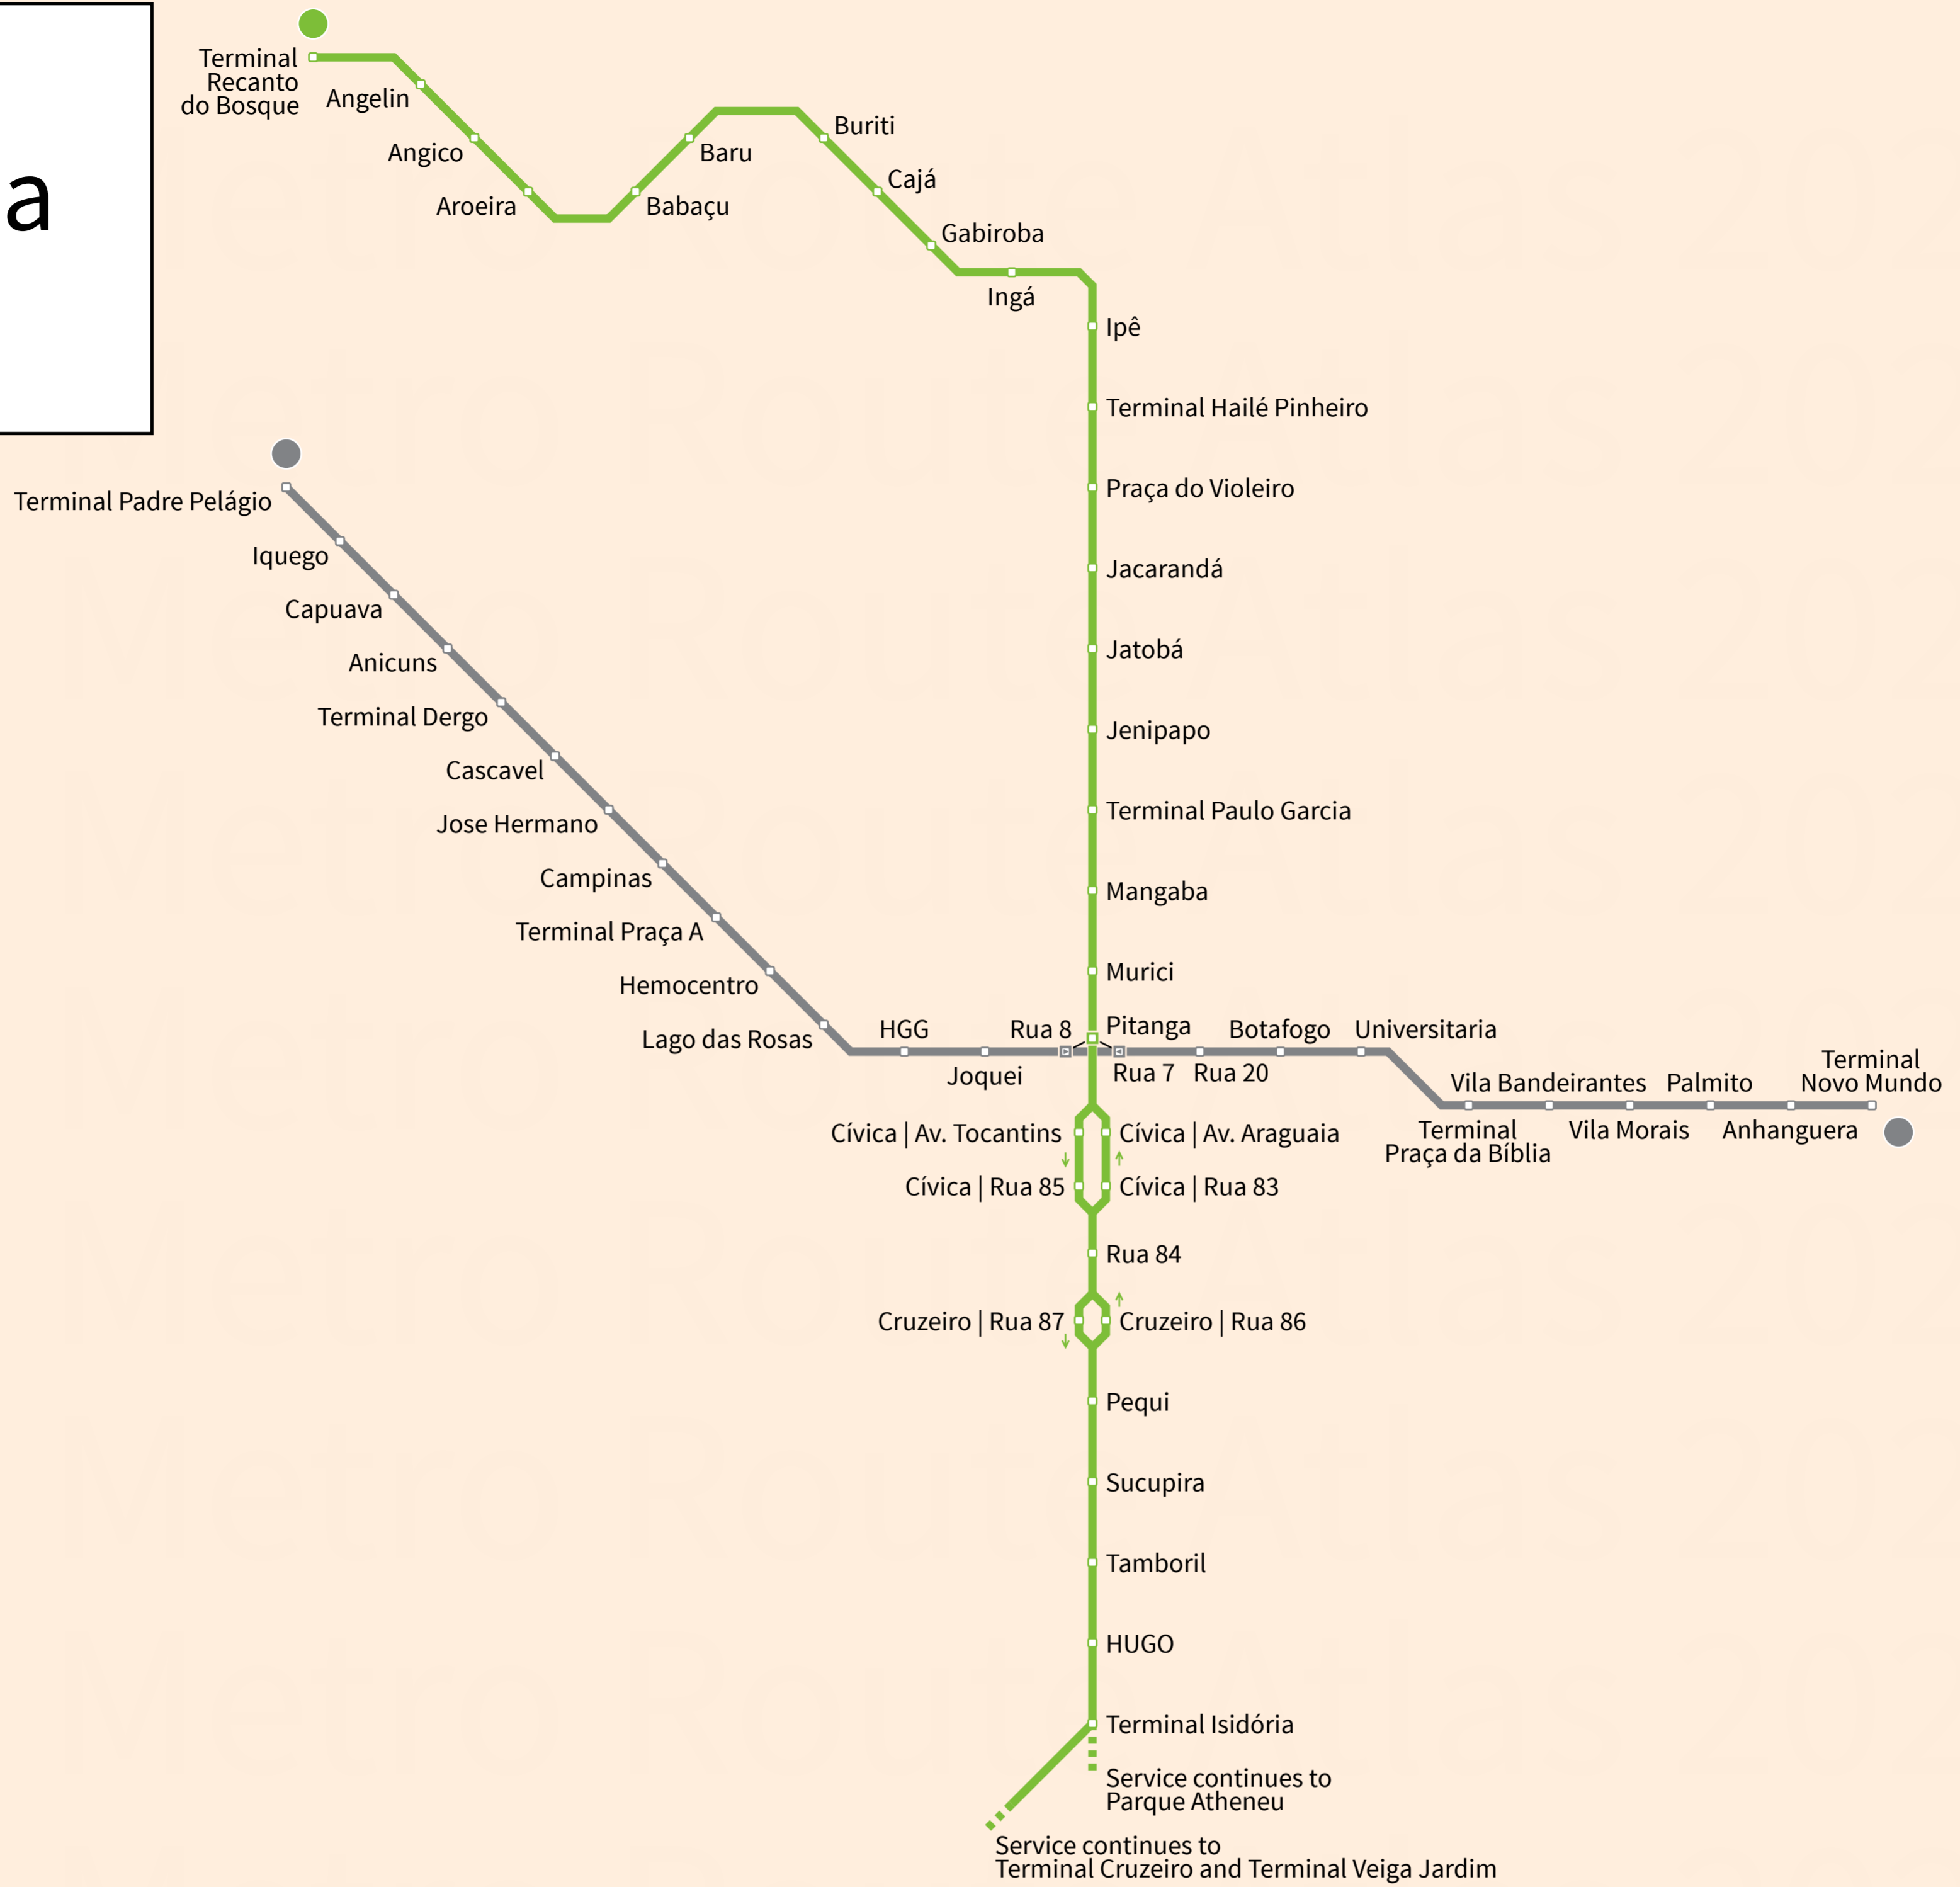 a
Terminal
Recanto
do Bosque
Angelin
Angico
Aroeira
Babaçu
Baru
Buriti
Cajá
Gabiroba
Ingá
Ipê
Terminal Hailé Pinheiro
Praça do Violeiro
Jacarandá
Jatobá
Jenipapo
Terminal Paulo Garcia
Mangaba
Murici
Pitanga
Terminal Padre Pelágio
Iquego
Capuava
Anicuns
Terminal Dergo
Cascavel
Jose Hermano
Campinas
Terminal Praça A
Hemocentro
Lago das Rosas
HGG
Joquei
Rua 8
Rua 7
Rua 20
Botafogo
Universitaria
Terminal
Praça da Bíblia
Vila Bandeirantes
Vila Morais
Palmito
Anhanguera
Terminal
Novo Mundo
Cívica | Av. Tocantins
Cívica | Av. Araguaia
Cívica | Rua 85
Cívica | Rua 83
Rua 84
Cruzeiro | Rua 87
Cruzeiro | Rua 86
Pequi
Sucupira
Tamboril
HUGO
Terminal Isidória
Service continues to
Parque Atheneu
Service continues to
Terminal Cruzeiro and Terminal Veiga Jardim